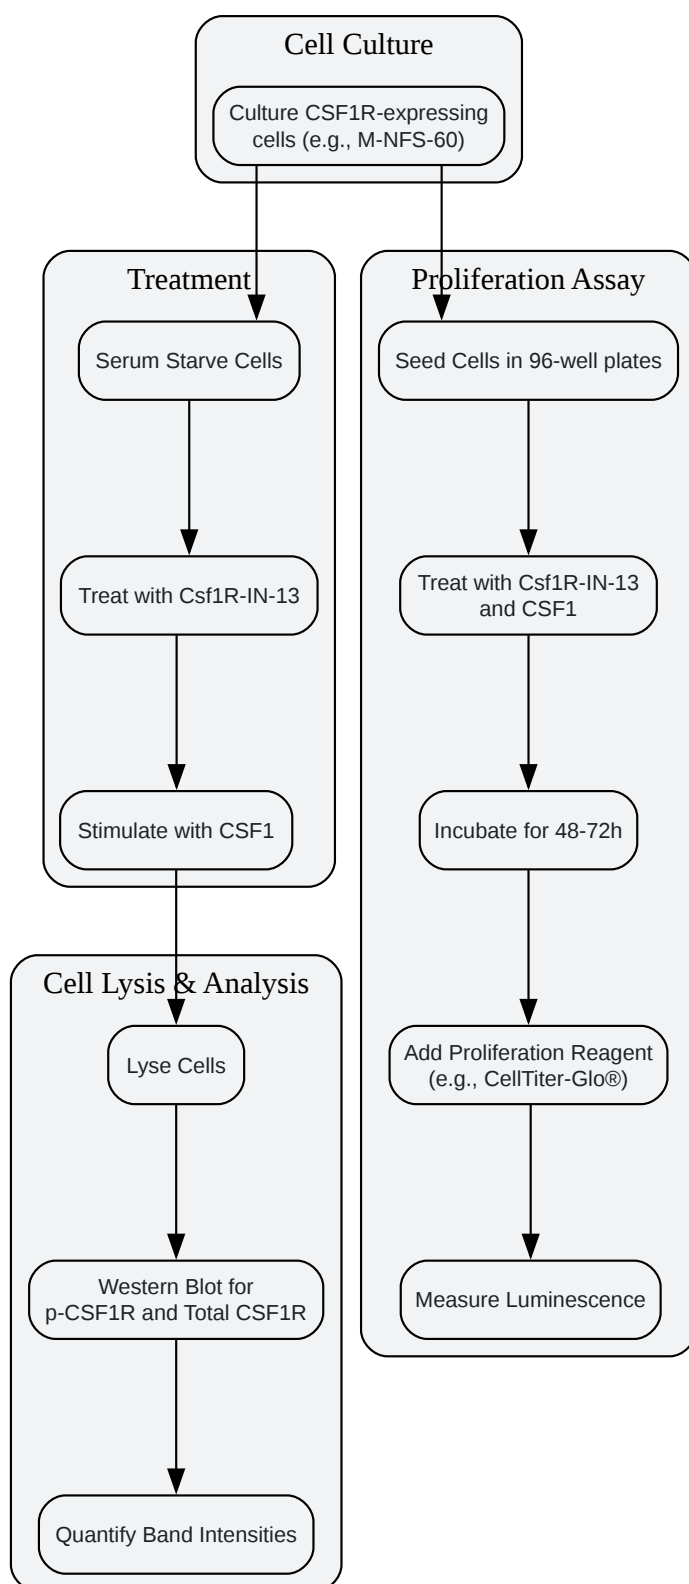 Cell Culture
Culture CSF1R-expressing
cells (e.g., M-NFS-60)
Treatment
Serum Starve Cells
Treat with Csf1R-IN-13
Stimulate with CSF1
Cell Lysis & Analysis
Lyse Cells
Western Blot for
p-CSF1R and Total CSF1R
Quantify Band Intensities
Proliferation Assay
Seed Cells in 96-well plates
Treat with Csf1R-IN-13
and CSF1
Incubate for 48-72h
Add Proliferation Reagent
(e.g., CellTiter-Glo®)
Measure Luminescence